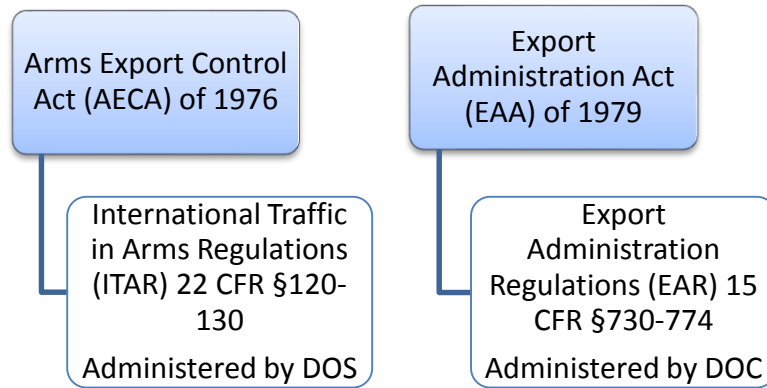 Arms Export Control
Act (AECA) of 1976
International Traffic
in Arms Regulations
(ITAR) 22 CFR §120-
130
Administered by DOS
Export
Administration Act
(EAA) of 1979
Export
Administration
Regulations (EAR) 15
CFR §730-774
Administered by DOC